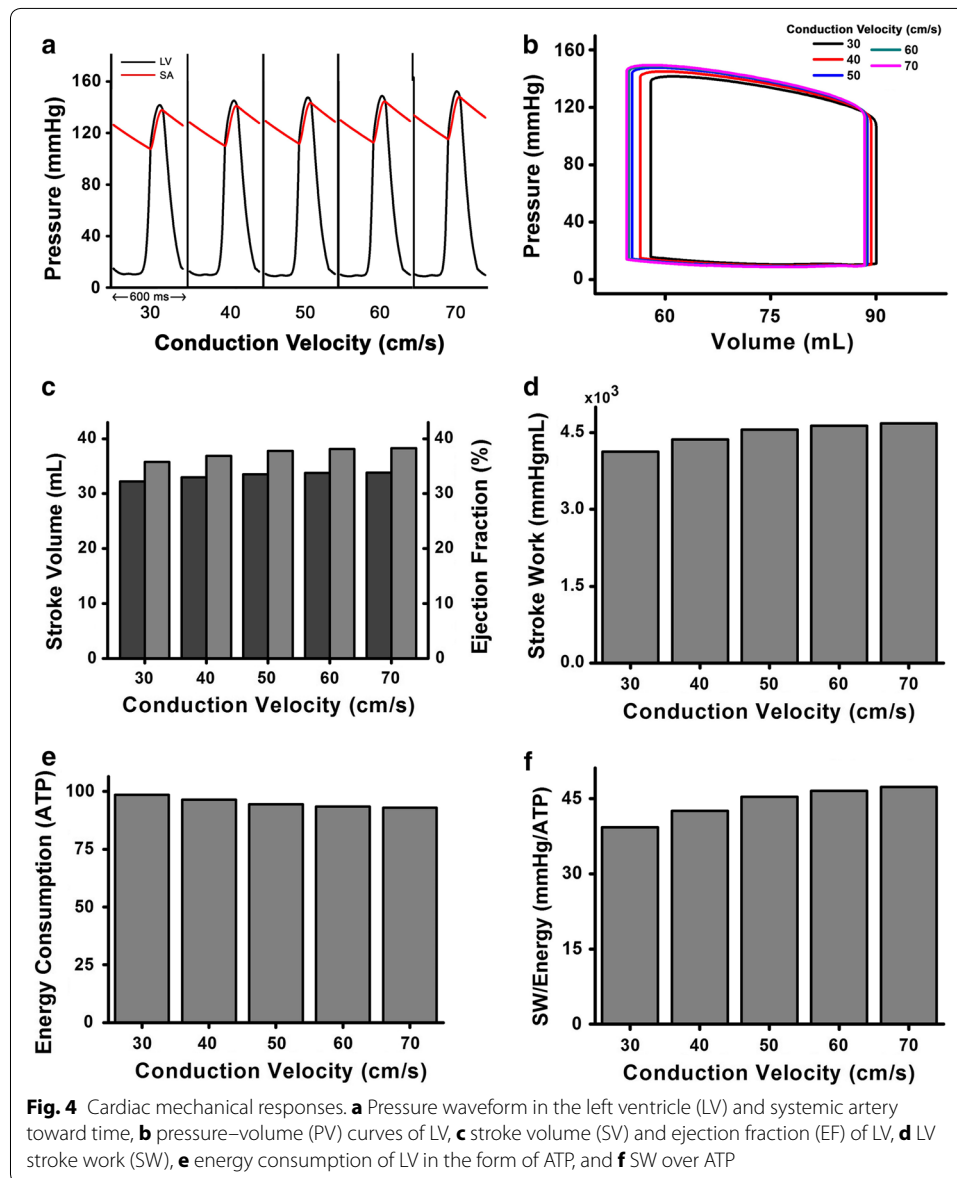 a
LV
SA
160
120
80
40
0
Pressure (mmHg)
600 ms
30 40 50 60 70
Conduction Velocity (cm/s)
b
Conduction Velocity (cm/s)
30 60
40 70
50
160
120
80
40
0
Pressure (mmHg)
60 75 90
Volume (mL)
c
40
30
20
10
0
Stroke Volume (mL)
40
30
20
10
0
Ejection Fraction (%)
30 40 50 60 70
Conduction Velocity (cm/s)
d
x10³
4.5
3.0
1.5
0.0
Stroke Work (mmHgmL)
30 40 50 60 70
Conduction Velocity (cm/s)
e
100
75
50
25
0
Energy Consumption (ATP)
30 40 50 60 70
Conduction Velocity (cm/s)
f
45
30
15
0
SW/Energy (mmHg/ATP)
30 40 50 60 70
Conduction Velocity (cm/s)
Fig. 4 Cardiac mechanical responses. a Pressure waveform in the left ventricle (LV) and systemic artery
toward time, b pressure–volume (PV) curves of LV, c stroke volume (SV) and ejection fraction (EF) of LV, d LV
stroke work (SW), e energy consumption of LV in the form of ATP, and f SW over ATP